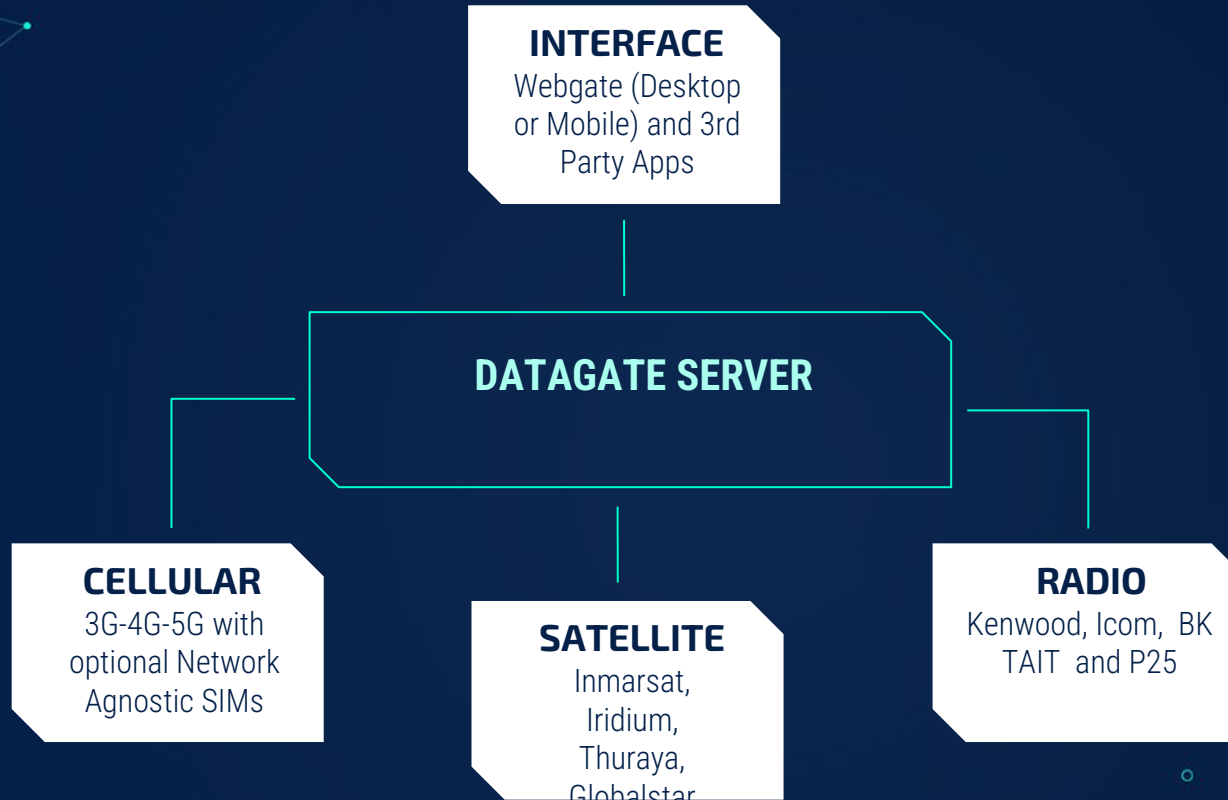 INTERFACE
Webgate (Desktop
or Mobile) and 3rd
Party Apps
DATAGATE SERVER
CELLULAR
3G-4G-5G with
optional Network
Agnostic SIMs
SATELLITE
Inmarsat,
Iridium,
Thuraya,
Globalstar
RADIO
Kenwood, Icom,  BK
TAIT  and P25